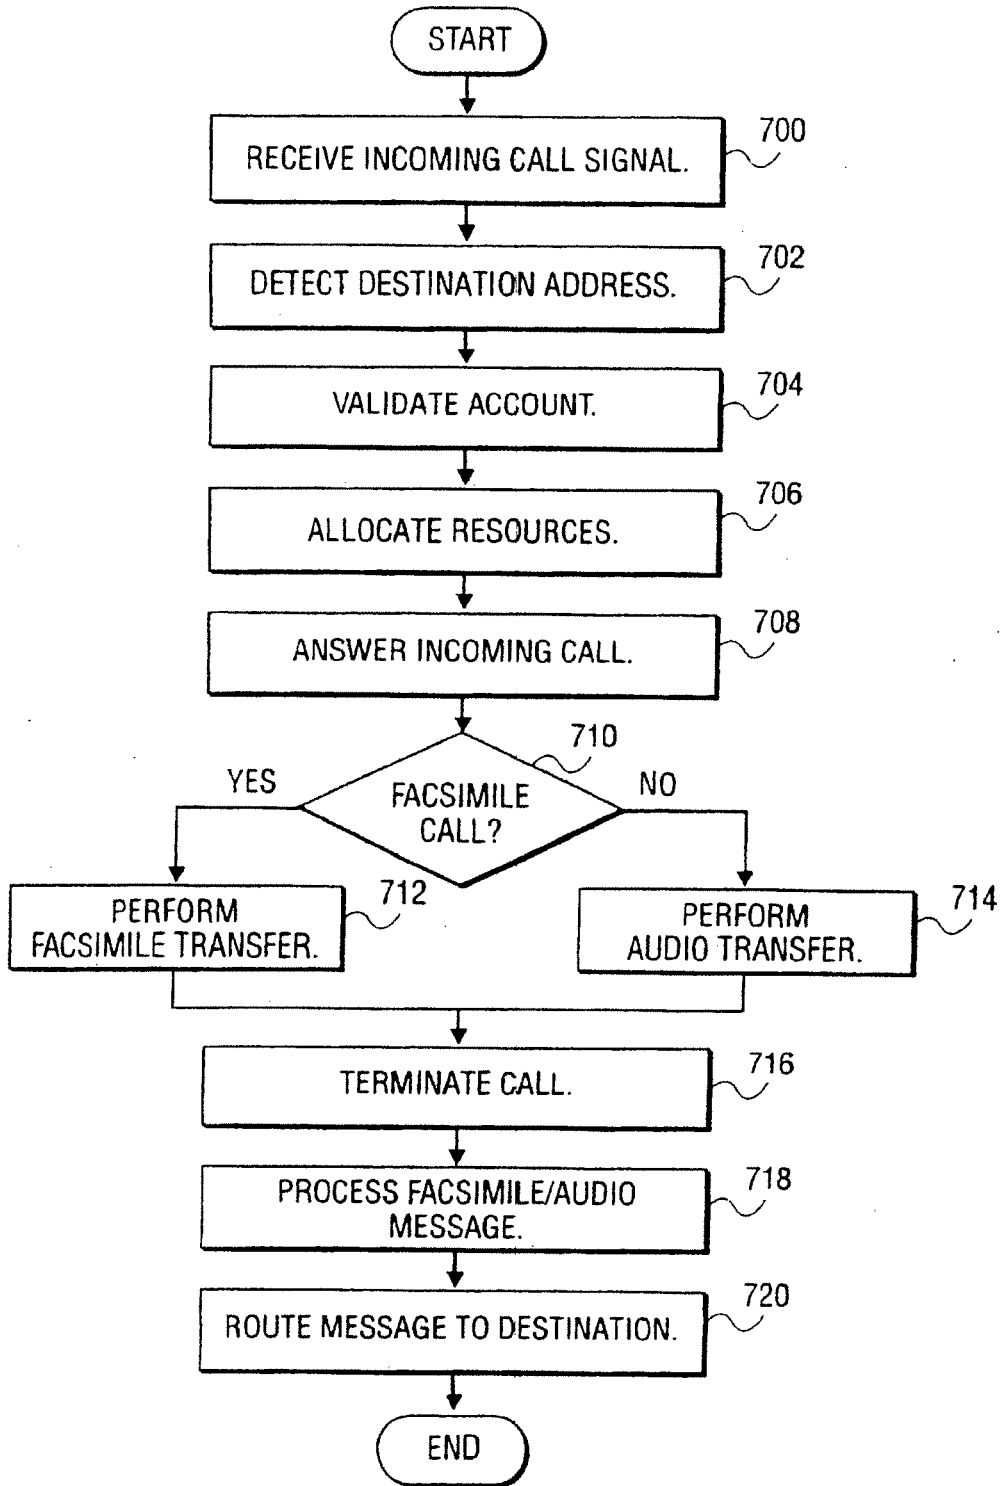 START
RECEIVE INCOMING CALL SIGNAL.
700
DETECT DESTINATION ADDRESS.
702
VALIDATE ACCOUNT.
704
ALLOCATE RESOURCES.
706
ANSWER INCOMING CALL.
708
710
YES
FACSIMILE
CALL?
NO
PERFORM
FACSIMILE TRANSFER.
712
PERFORM
AUDIO TRANSFER.
714
TERMINATE CALL.
716
PROCESS FACSIMILE/AUDIO
MESSAGE.
718
ROUTE MESSAGE TO DESTINATION.
720
END